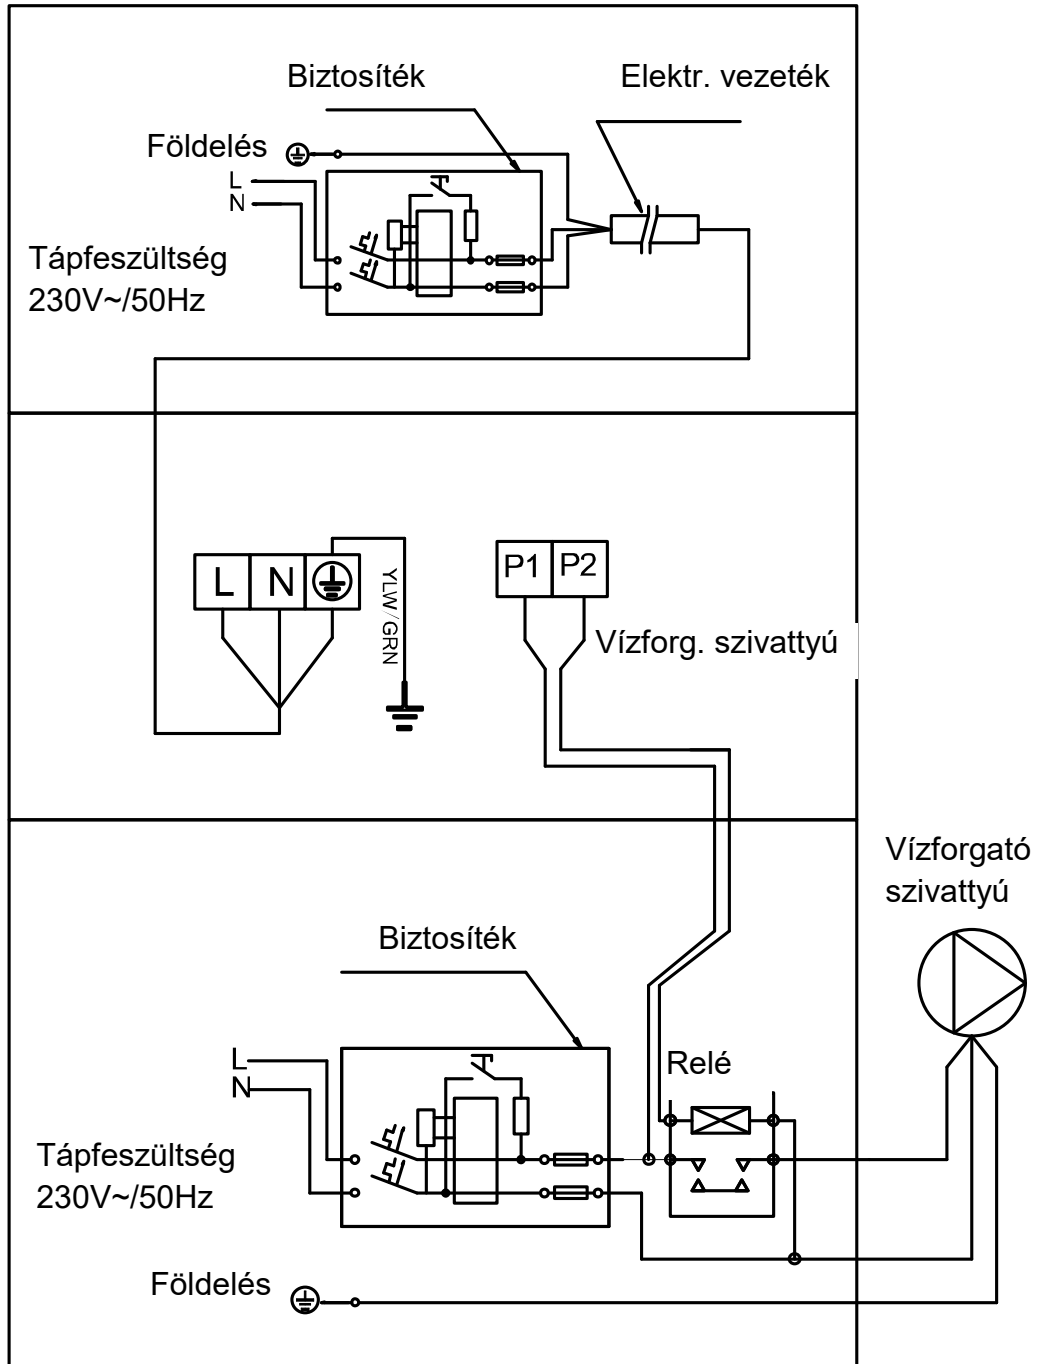 Biztosíték
Elektr. vezeték
Földelés
L
N
Tápfeszültség
230V~/50Hz
L N
YLW/GRN
P1 P2
Vízforg. szivattyú
Vízforgató
szivattyú
Biztosíték
L
N
Relé
Tápfeszültség
230V~/50Hz
Földelés